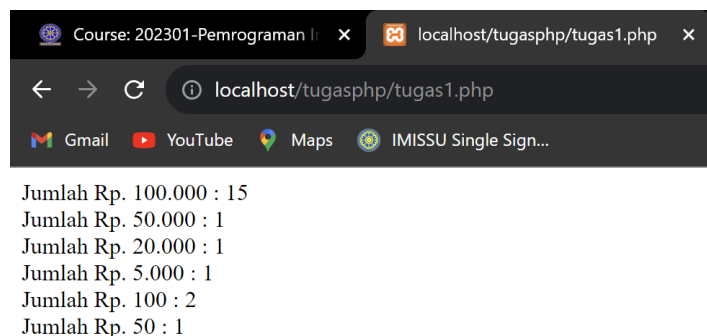 Course: 202301-Pemrograman I
localhost/tugasphp/tugas1.php
localhost/tugasphp/tugas1.php
Gmail YouTube Maps IMISSU Single Sign...
Jumlah Rp. 100.000 : 15
Jumlah Rp. 50.000 : 1
Jumlah Rp. 20.000 : 1
Jumlah Rp. 5.000 : 1
Jumlah Rp. 100 : 2
Jumlah Rp. 50 : 1